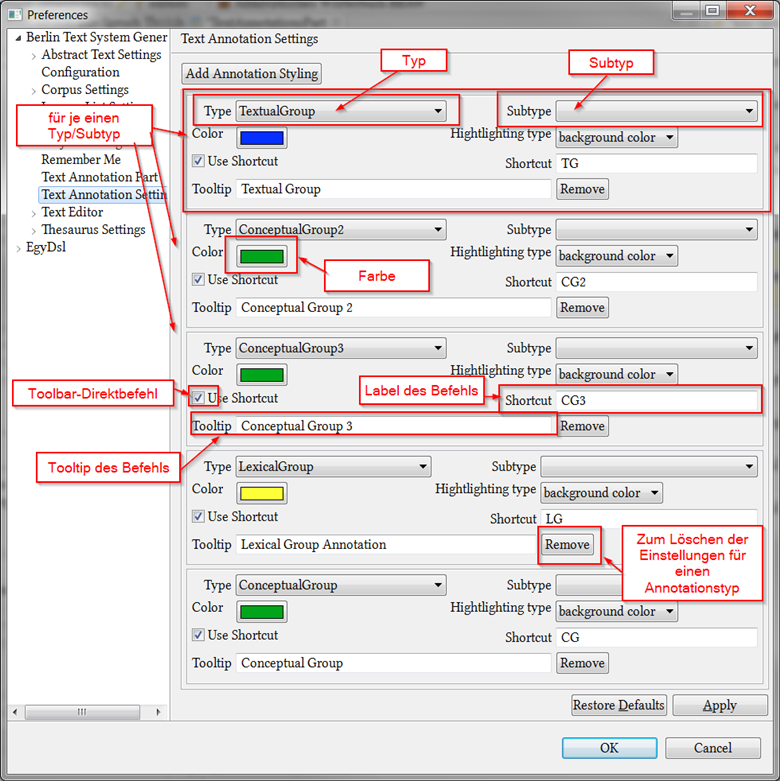 Preferences
Berlin Text System Gener
Abstract Text Settings
Configuration
Corpus Settings
Remember Me
Text Annotation Part
Text Annotation Settin
Text Editor
Thesaurus Settings
EgyDsl
für je einen
Typ/Subtyp
Text Annotation Settings
Add Annotation Styling
Typ
Subtyp
Type TextualGroup Subtype
Color Hightlighting type background color
Use Shortcut Shortcut TG
Tooltip Textual Group Remove
Type ConceptualGroup2 Subtype
Color Hightlighting type background color
Farbe
Use Shortcut Shortcut CG2
Tooltip Conceptual Group 2 Remove
Type ConceptualGroup3 Subtype
Color Hightlighting type background color
Toolbar-Direktbefehl
Label des Befehls
Use Shortcut Shortcut CG3
Tooltip Conceptual Group 3 Remove
Tooltip des Befehls
Type LexicalGroup Subtype
Color Hightlighting type background color
Use Shortcut Shortcut LG
Tooltip Lexical Group Annotation Remove
Zum Löschen der
Einstellungen für
einen
Annotationstyp
Type ConceptualGroup Subtype
Color Hightlighting type background color
Use Shortcut Shortcut CG
Tooltip Conceptual Group Remove
Restore Defaults Apply
OK Cancel